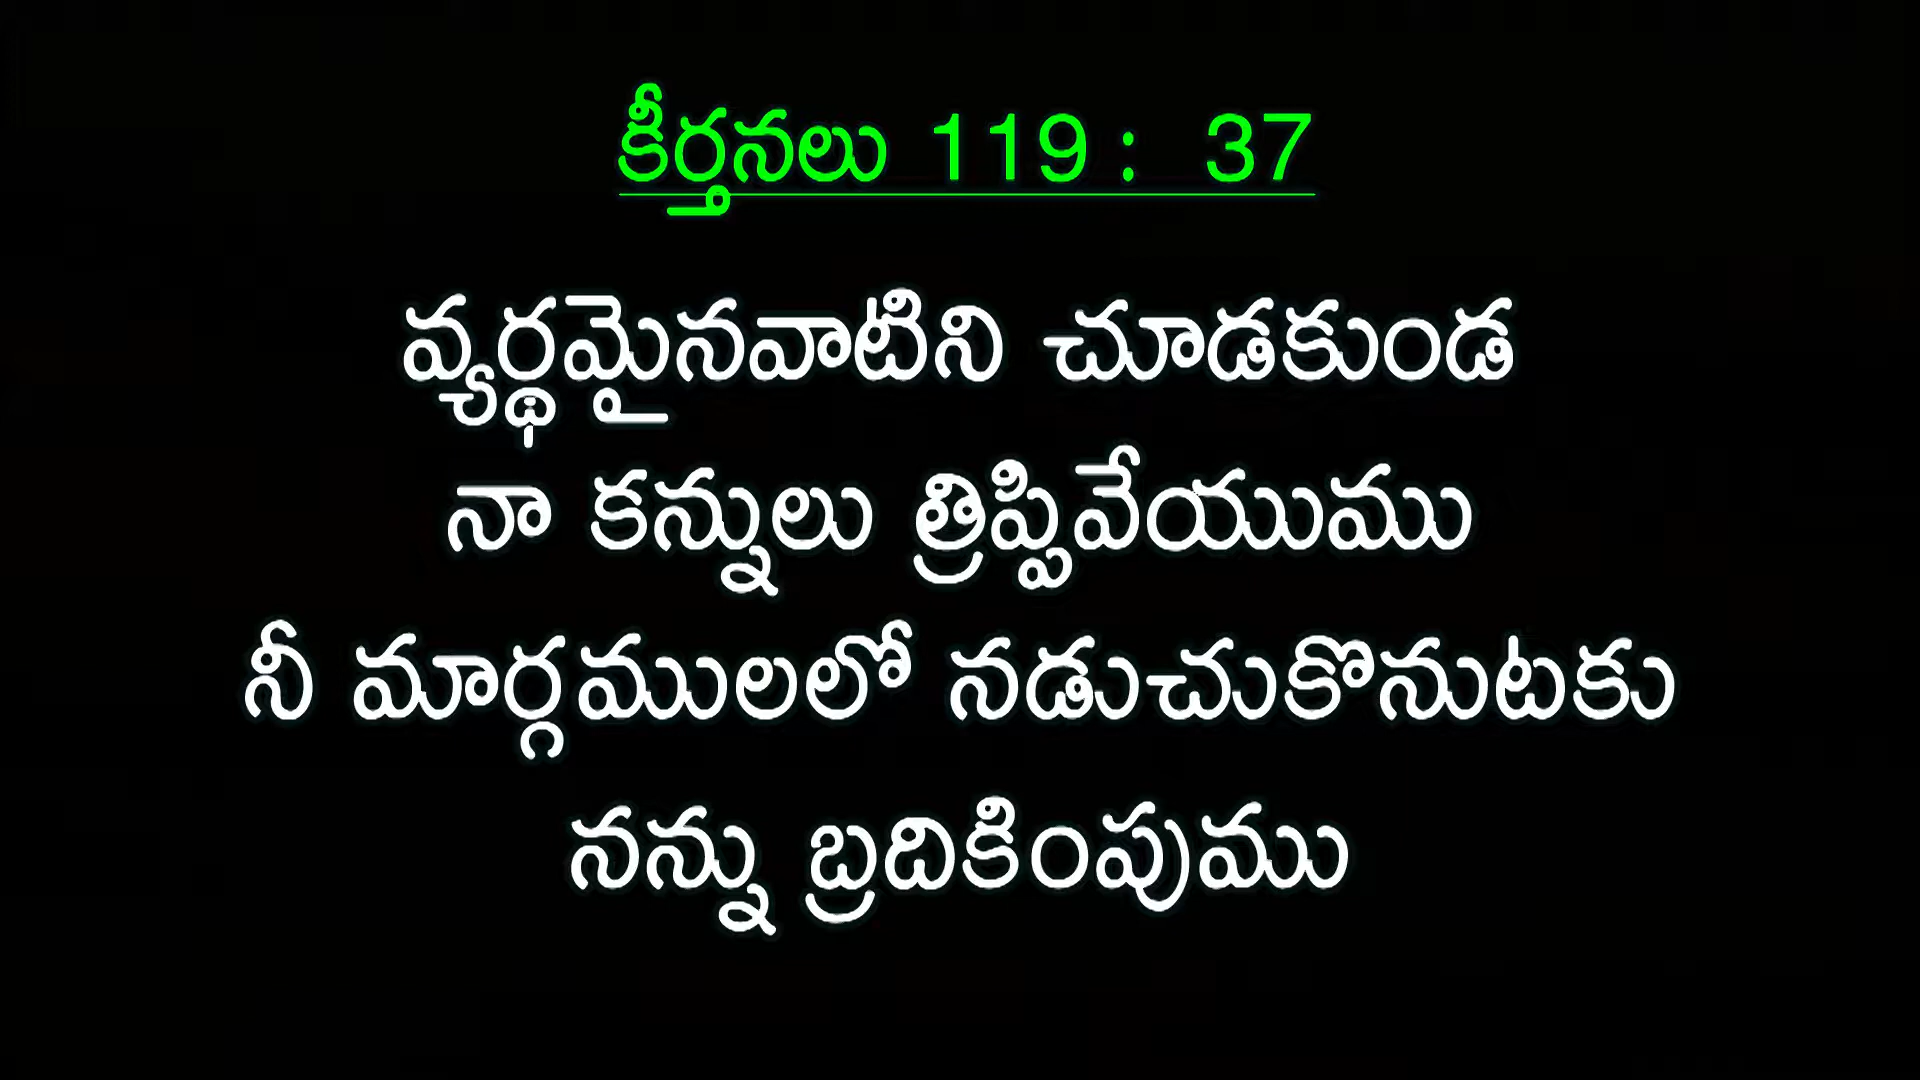 కీర్తనలు 119 : 37
వ్యర్థమైనవాటిని చూడకుండ
నా కన్నులు త్రిప్పివేయుము
నీ మార్గములలో నడుచుకొనుటకు
నన్ను బ్రదికింపుము